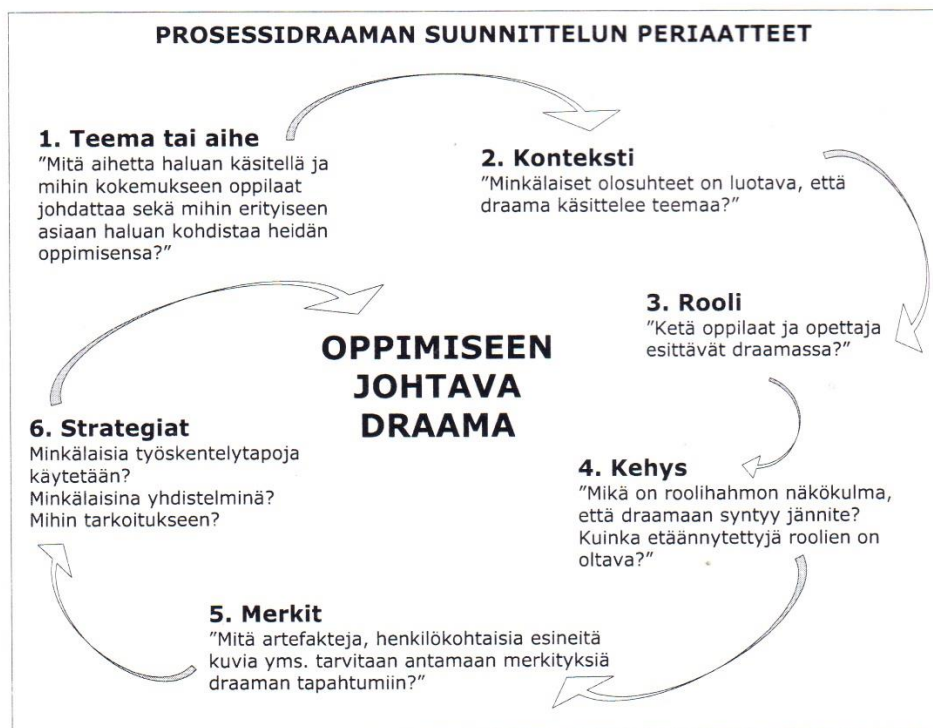 PROSESSIDRAAMAN SUUNNITTELUN PERIAATTEET
1. Teema tai aihe
”Mitä aihetta haluan käsitellä ja
mihin kokemukseen oppilaat
johdattaa sekä mihin erityiseen
asiaan haluan kohdistaa heidän
oppimisensa?”
2. Konteksti
”Minkälaiset olosuhteet on luotava, että
draama käsittelee teemaa?”
3. Rooli
”Ketä oppilaat ja opettaja
esittävät draamassa?”
OPPIMISEEN
JOHTAVA
DRAAMA
4. Kehys
”Mikä on roolihahmon näkökulma,
että draamaan syntyy jännite?
Kuinka etäännytettyjä roolien on
oltava?”
5. Merkit
”Mitä artefakteja, henkilökohtaisia esineitä
kuvia yms. tarvitaan antamaan merkityksiä
draaman tapahtumiin?”
6. Strategiat
Minkälaisia työskentelytapoja
käytetään?
Minkälaisina yhdistelminä?
Mihin tarkoitukseen?